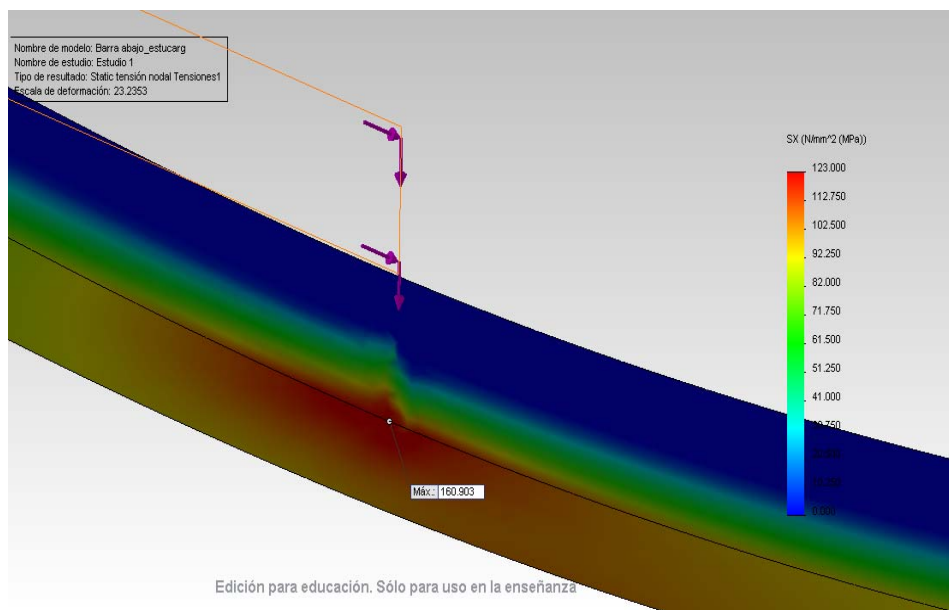 Nombre de modelo: Barra abajo_estucarg
Nombre de estudio: Estudio 1
Tipo de resultado: Static tensión nodal Tensiones1
Escala de deformación: 23.2353
SX (N/mm^2 (MPa))
123.000
112.750
102.500
92.250
82.000
71.750
61.500
51.250
41.000
0.000
Máx.: 160.903
Edición para educación. Sólo para uso en la enseñanza